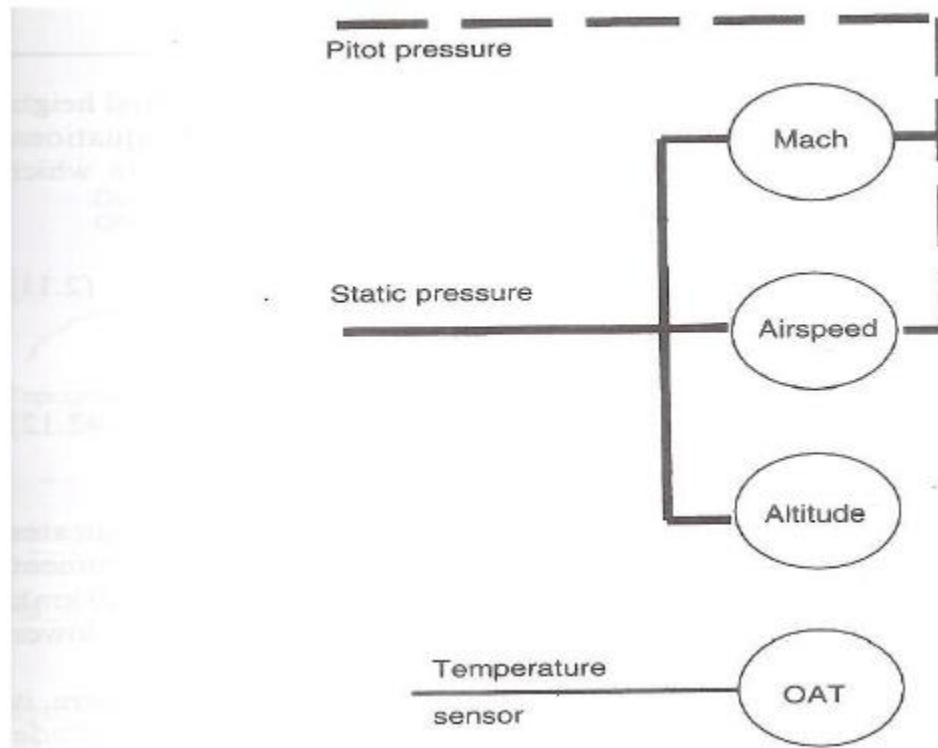 Pitot pressure
Mach
Static pressure
Airspeed
Altitude
Temperature
sensor
OAT